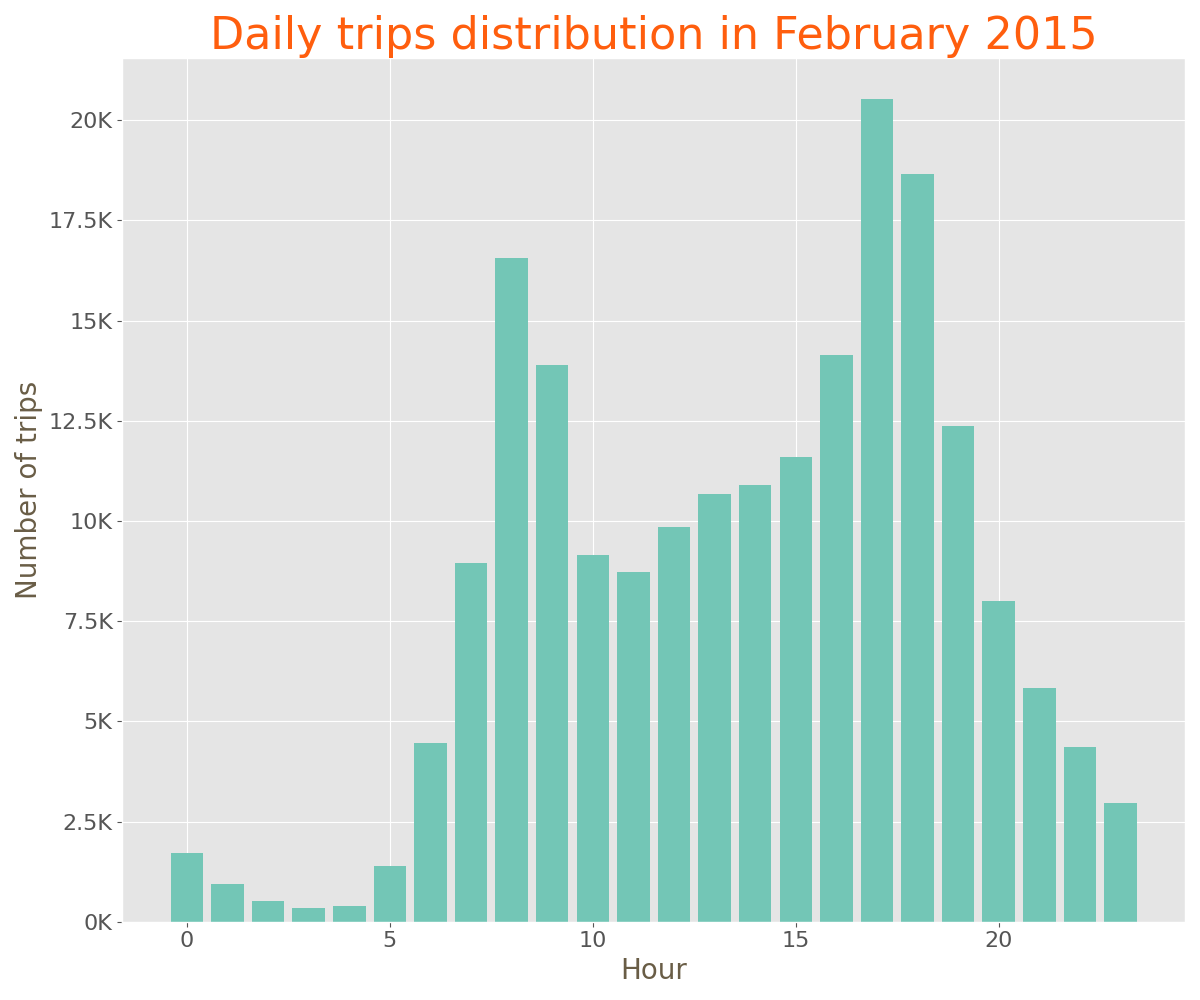 Daily trips distribution in February 2015
20K
17.5K
15K
12.5K
10K
7.5K
5K
2.5K
0K
Number of trips
0 5 10 15 20
Hour